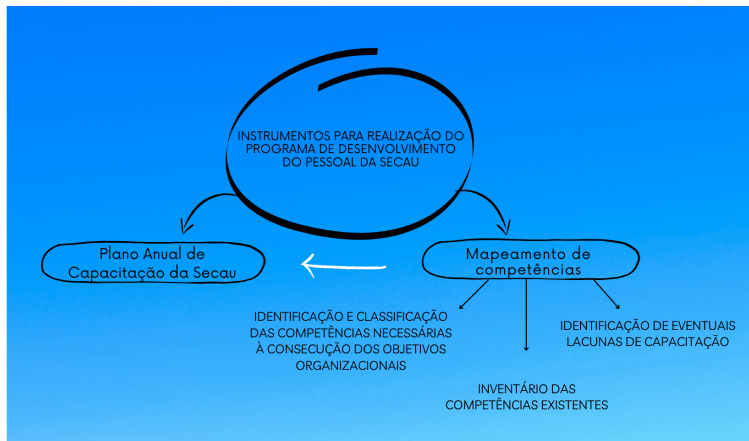 INSTRUMENTOS PARA REALIZAÇÃO DO
PROGRAMA DE DESENVOLVIMENTO
DO PESSOAL DA SECAU
Plano Anual de
Capacitação da Secau
Mapeamento de
competências
IDENTIFICAÇÃO E CLASSIFICAÇÃO
DAS COMPETÊNCIAS NECESSÁRIAS
À CONSECUÇÃO DOS OBJETIVOS
ORGANIZACIONAIS
IDENTIFICAÇÃO DE EVENTUAIS
LACUNAS DE CAPACITAÇÃO
INVENTÁRIO DAS
COMPETÊNCIAS EXISTENTES